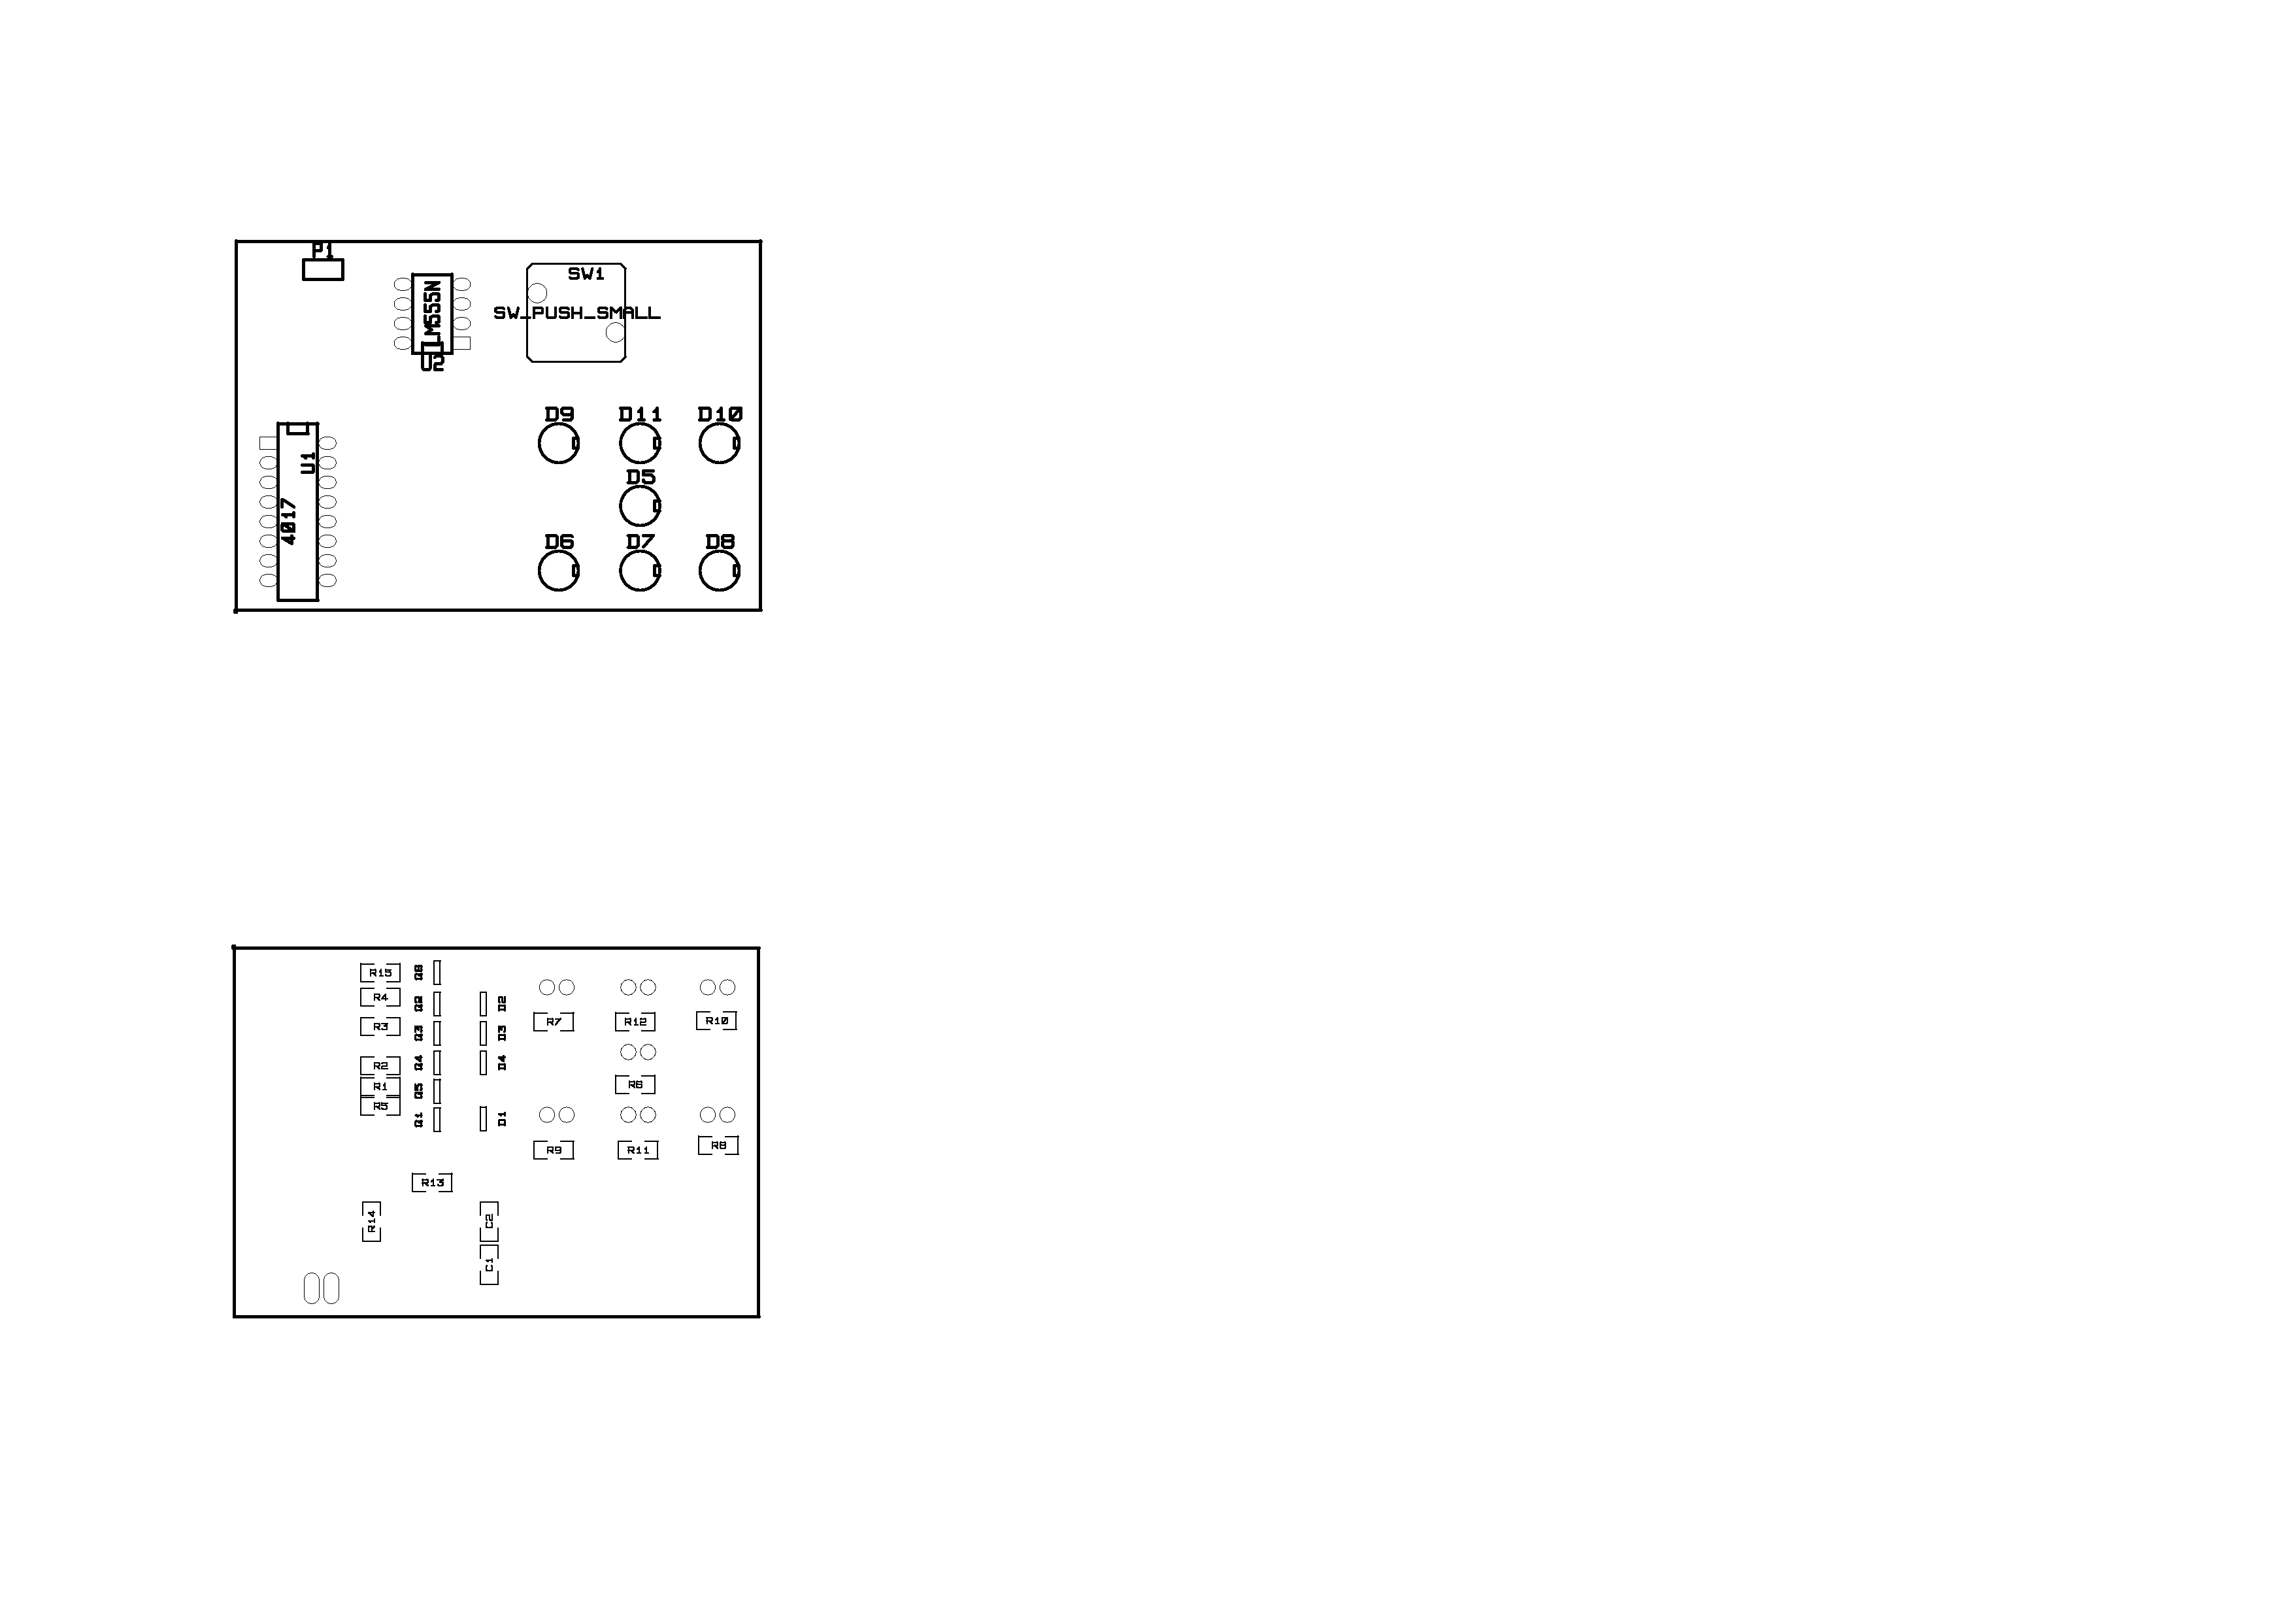 P1
SW1
LM555N
SW_PUSH_SMALL
U2
D9 D11 D10
U1
D5
4017
D6 D7 D8
R15 Q6
R4 Q2 D2
R7 R12 R10
R3 Q3 D3
R2 Q4 D4
R1 Q5 R6
R5
Q1 D1
R9 R11 R8
R13
R14 C2
C1